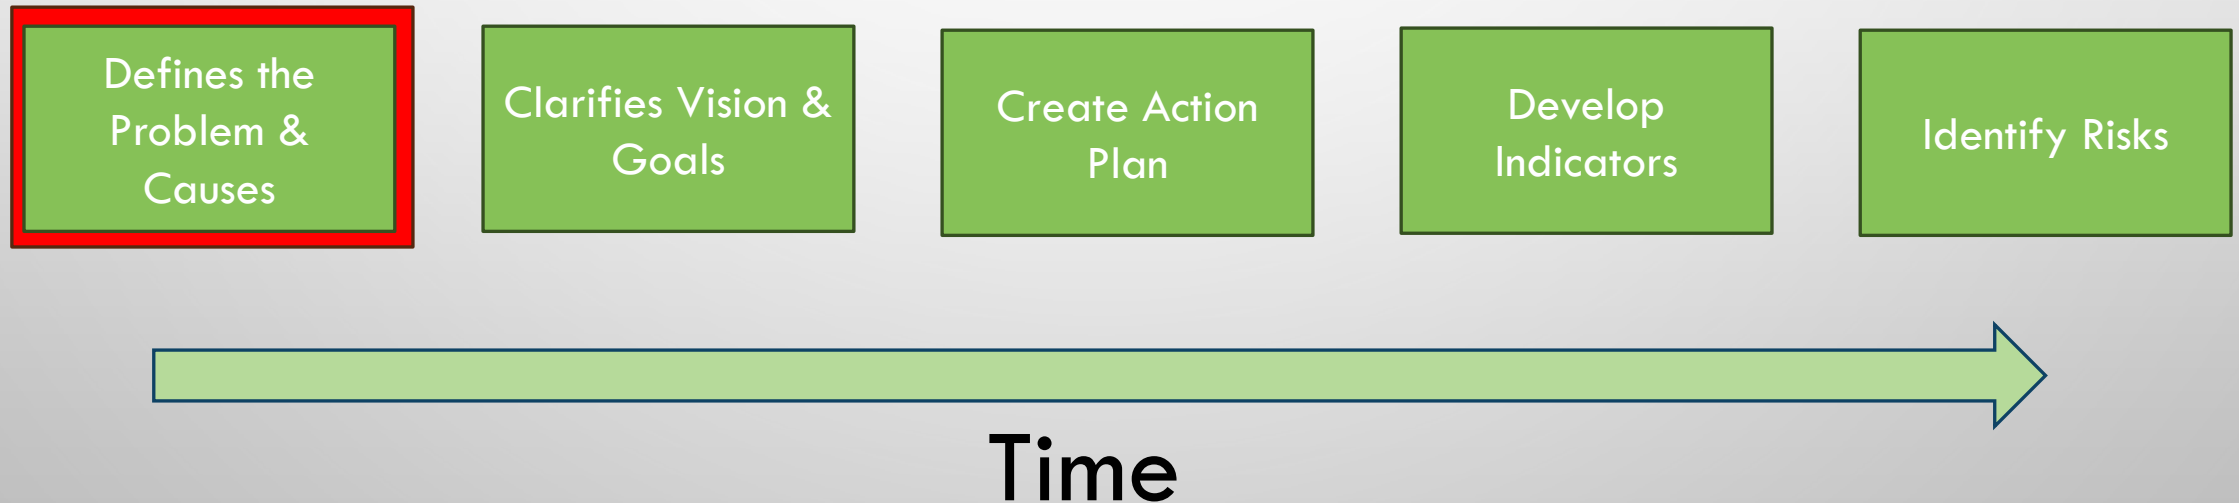 Defines the
Problem &
Causes
Clarifies Vision &
Goals
Create Action
Plan
Develop
Indicators
Identify Risks
Time